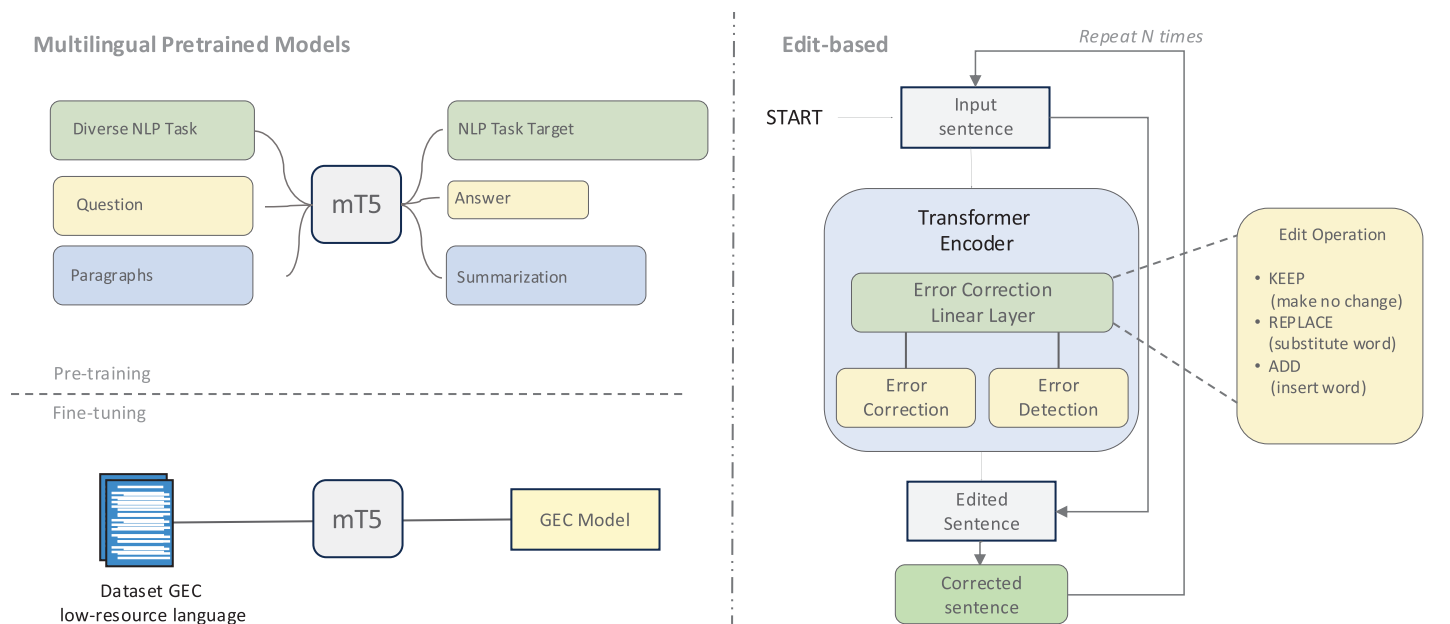 Multilingual Pretrained Models
Diverse NLP Task
Question
Paragraphs
mT5
NLP Task Target
Answer
Summarization
Pre-training
Fine-tuning
Dataset GEC
low-resource language
mT5
GEC Model
Edit-based
Repeat N times
START
Input
sentence
Transformer
Encoder
Error Correction
Linear Layer
Error
Correction
Error
Detection
Edit Operation
• KEEP
(make no change)
• REPLACE
(substitute word)
• ADD
(insert word)
Edited
Sentence
Corrected
sentence